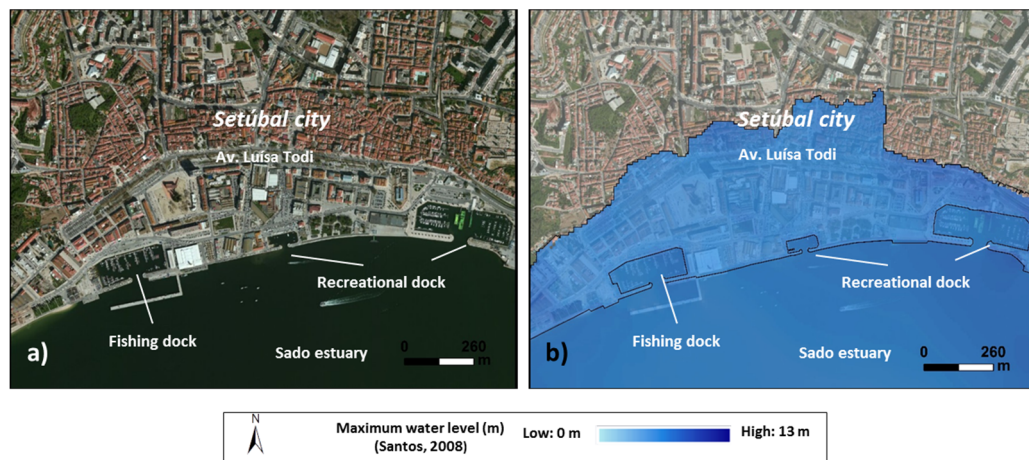 Setúbal city
Av. Luísa Todi
Recreational dock
Fishing dock
a)
Sado estuary
0 260
m
Setúbal city
Av. Luísa Todi
Recreational dock
Fishing dock
b)
Sado estuary
0 260
m
N
Maximum water level (m)
(Santos, 2008)
Low: 0 m
High: 13 m